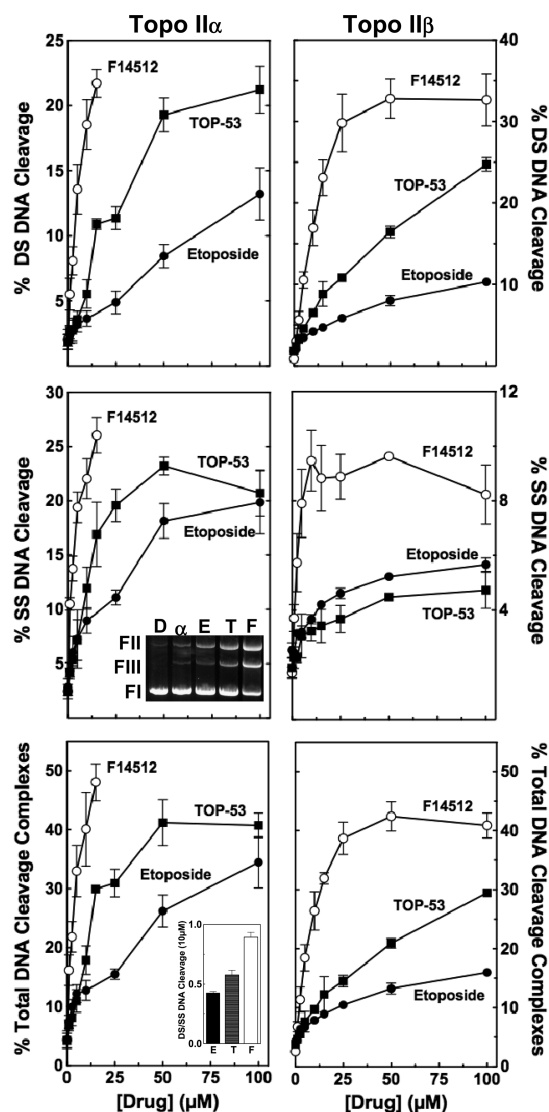 Topo IIα
Topo IIβ
% DS DNA Cleavage
25
20
15
10
5
F14512
TOP-53
Etoposide
40
30
20
10
% DS DNA Cleavage
F14512
TOP-53
Etoposide
% SS DNA Cleavage
30
25
20
15
10
5
F14512
TOP-53
Etoposide
D α E T F
FII
FIII
FI
12
8
4
% SS DNA Cleavage
F14512
Etoposide
TOP-53
% Total DNA Cleavage Complexes
50
40
30
20
10
0
F14512
TOP-53
Etoposide
DS/SS DNA Cleavage (10μM)
1.0
0.5
0.0
E T F
0 25 50 75 100
[Drug] (μM)
50
40
30
20
10
0
% Total DNA Cleavage Complexes
F14512
TOP-53
Etoposide
0 25 50 75 100
[Drug] (μM)